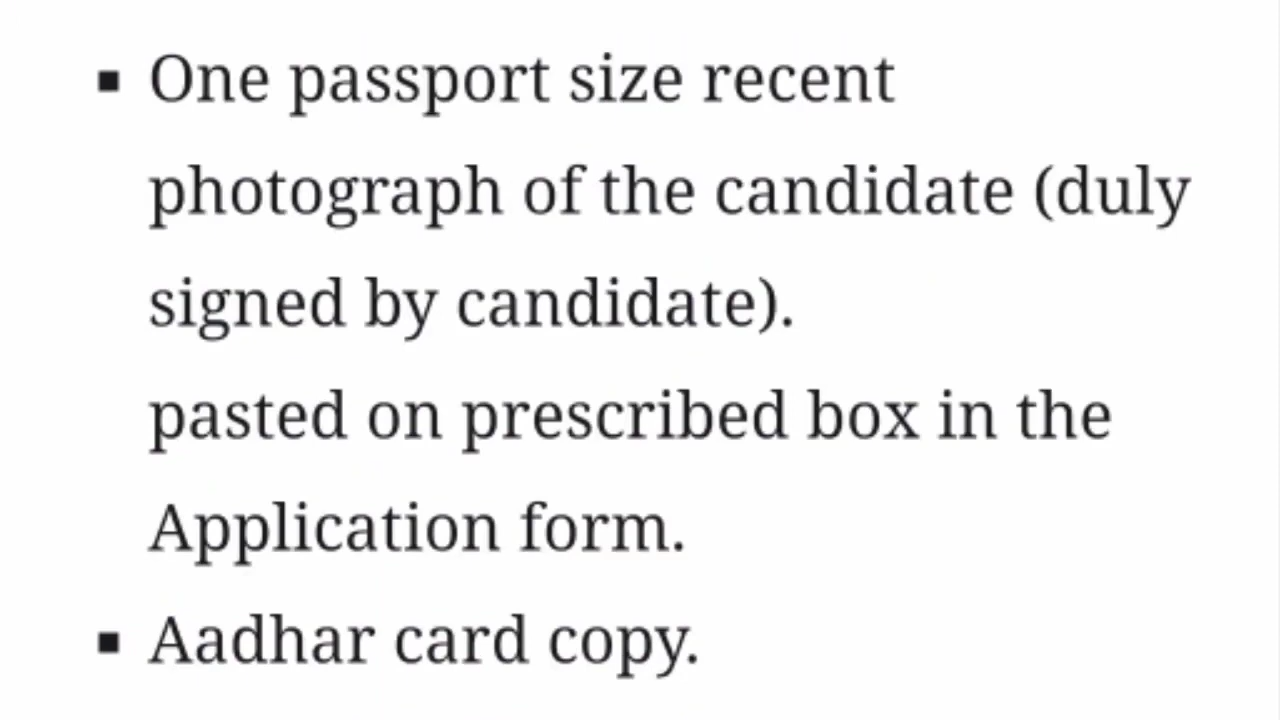 ▪ One passport size recent
photograph of the candidate (duly
signed by candidate).
pasted on prescribed box in the
Application form.
▪ Aadhar card copy.